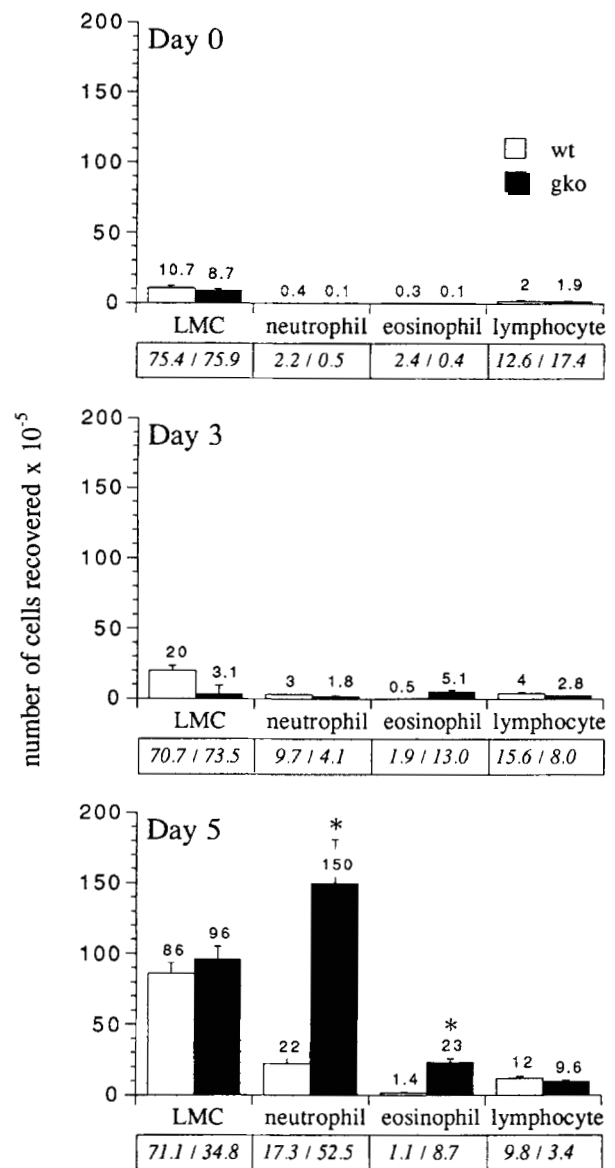 number of cells recovered x 10-5
Day 0
200
150
100
50
0
wt
gko
10.7 8.7 0.4 0.1 0.3 0.1 2 1.9
LMC neutrophil eosinophil lymphocyte
75.4 / 75.9 2.2 / 0.5 2.4 / 0.4 12.6 / 17.4
Day 3
200
150
100
50
0
20 3.1 3 1.8 0.5 5.1 4 2.8
LMC neutrophil eosinophil lymphocyte
70.7 / 73.5 9.7 / 4.1 1.9 / 13.0 15.6 / 8.0
Day 5
200
150
100
50
0
*
*
86 96 22 150 1.4 23 12 9.6
LMC neutrophil eosinophil lymphocyte
71.1 / 34.8 17.3 / 52.5 1.1 / 8.7 9.8 / 3.4